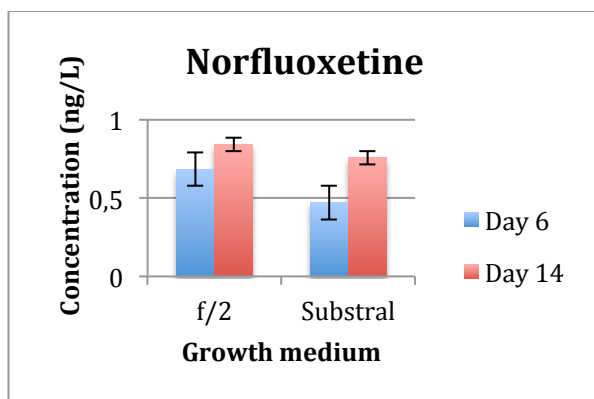 Norfluoxetine
Concentration (ng/L)
1
0,5
0
f/2 Substral
Growth medium
Day 6
Day 14